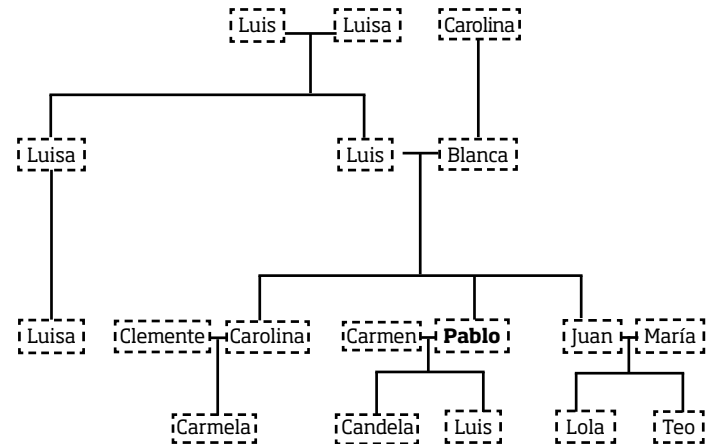 Luis Luisa Carolina
Luisa Luis Blanca
Luisa Clemente Carolina Carmen Pablo Juan María
Carmela Candela Luis Lola Teo